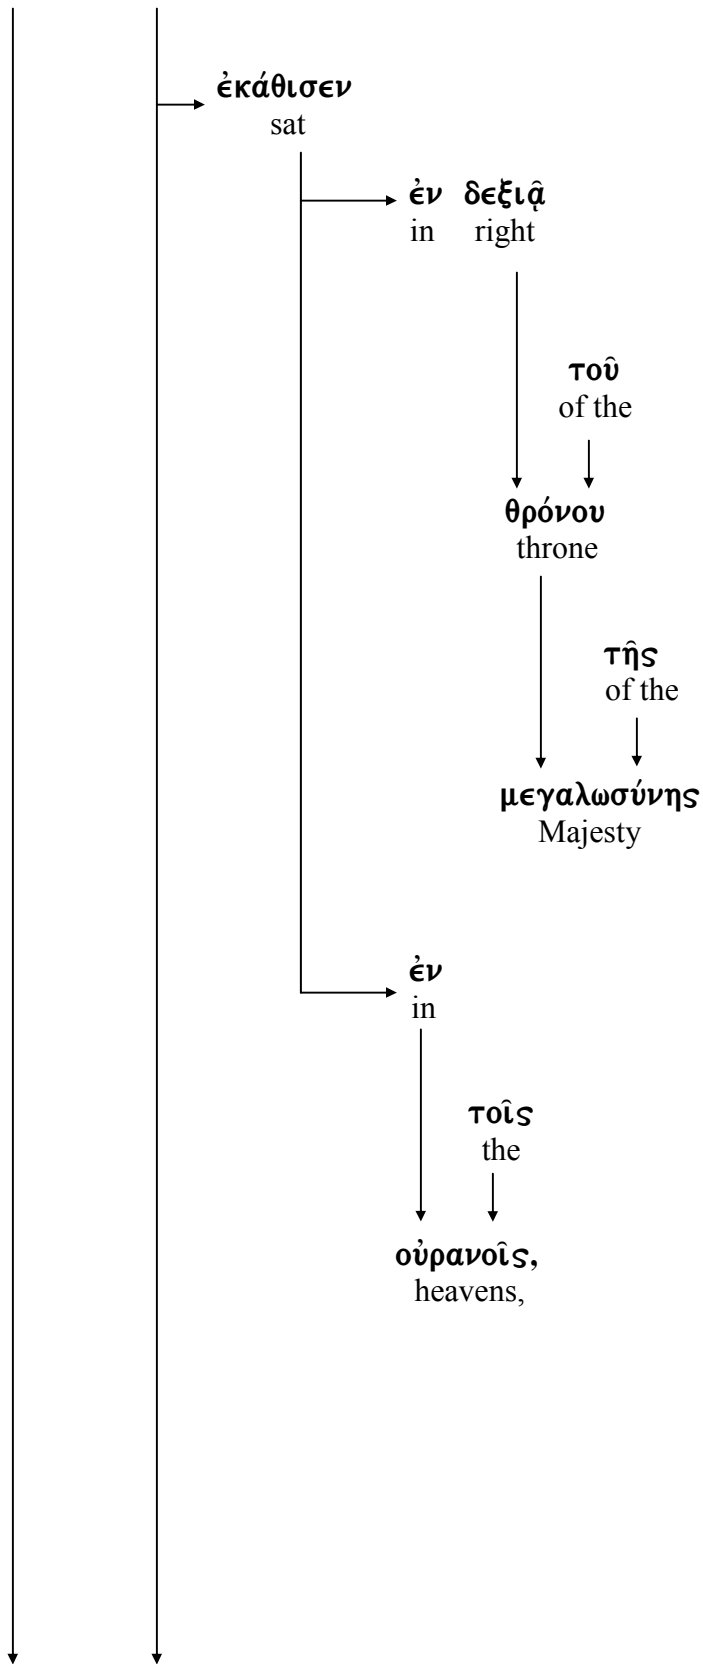 ἐκάθισεν
sat
ἐν δεξιᾷ
in right
τοῦ
of the
θρόνου
throne
τῆς
of the
μεγαλωσύνης
Majesty
ἐν
in
τοῖς
the
οὐρανοῖς,
heavens,